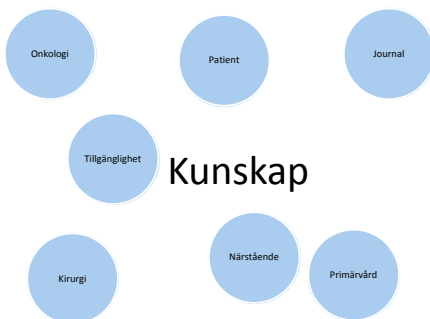 Onkologi
Patient
Journal
Tillgänglighet
Kunskap
Närstående
Primärvård
Kirurgi